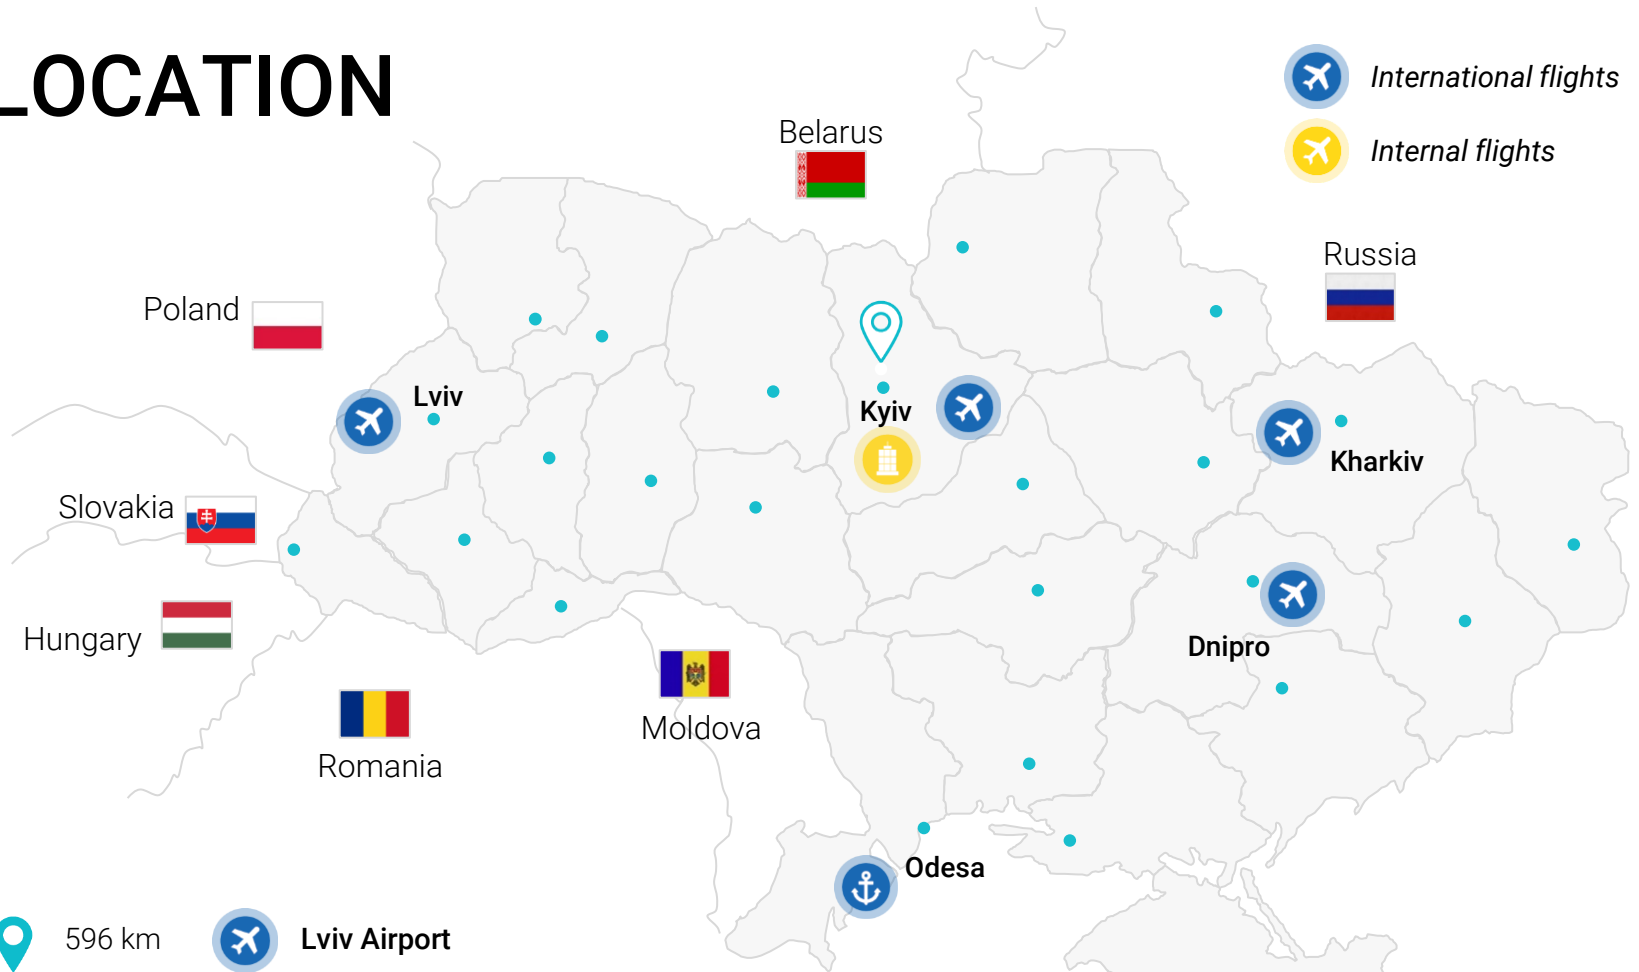 LOCATION
International flights
Internal flights
Belarus
Russia
Poland
Lviv
Kyiv
Kharkiv
Slovakia
Hungary
Dnipro
Moldova
Romania
Odesa
596 km
Lviv Airport